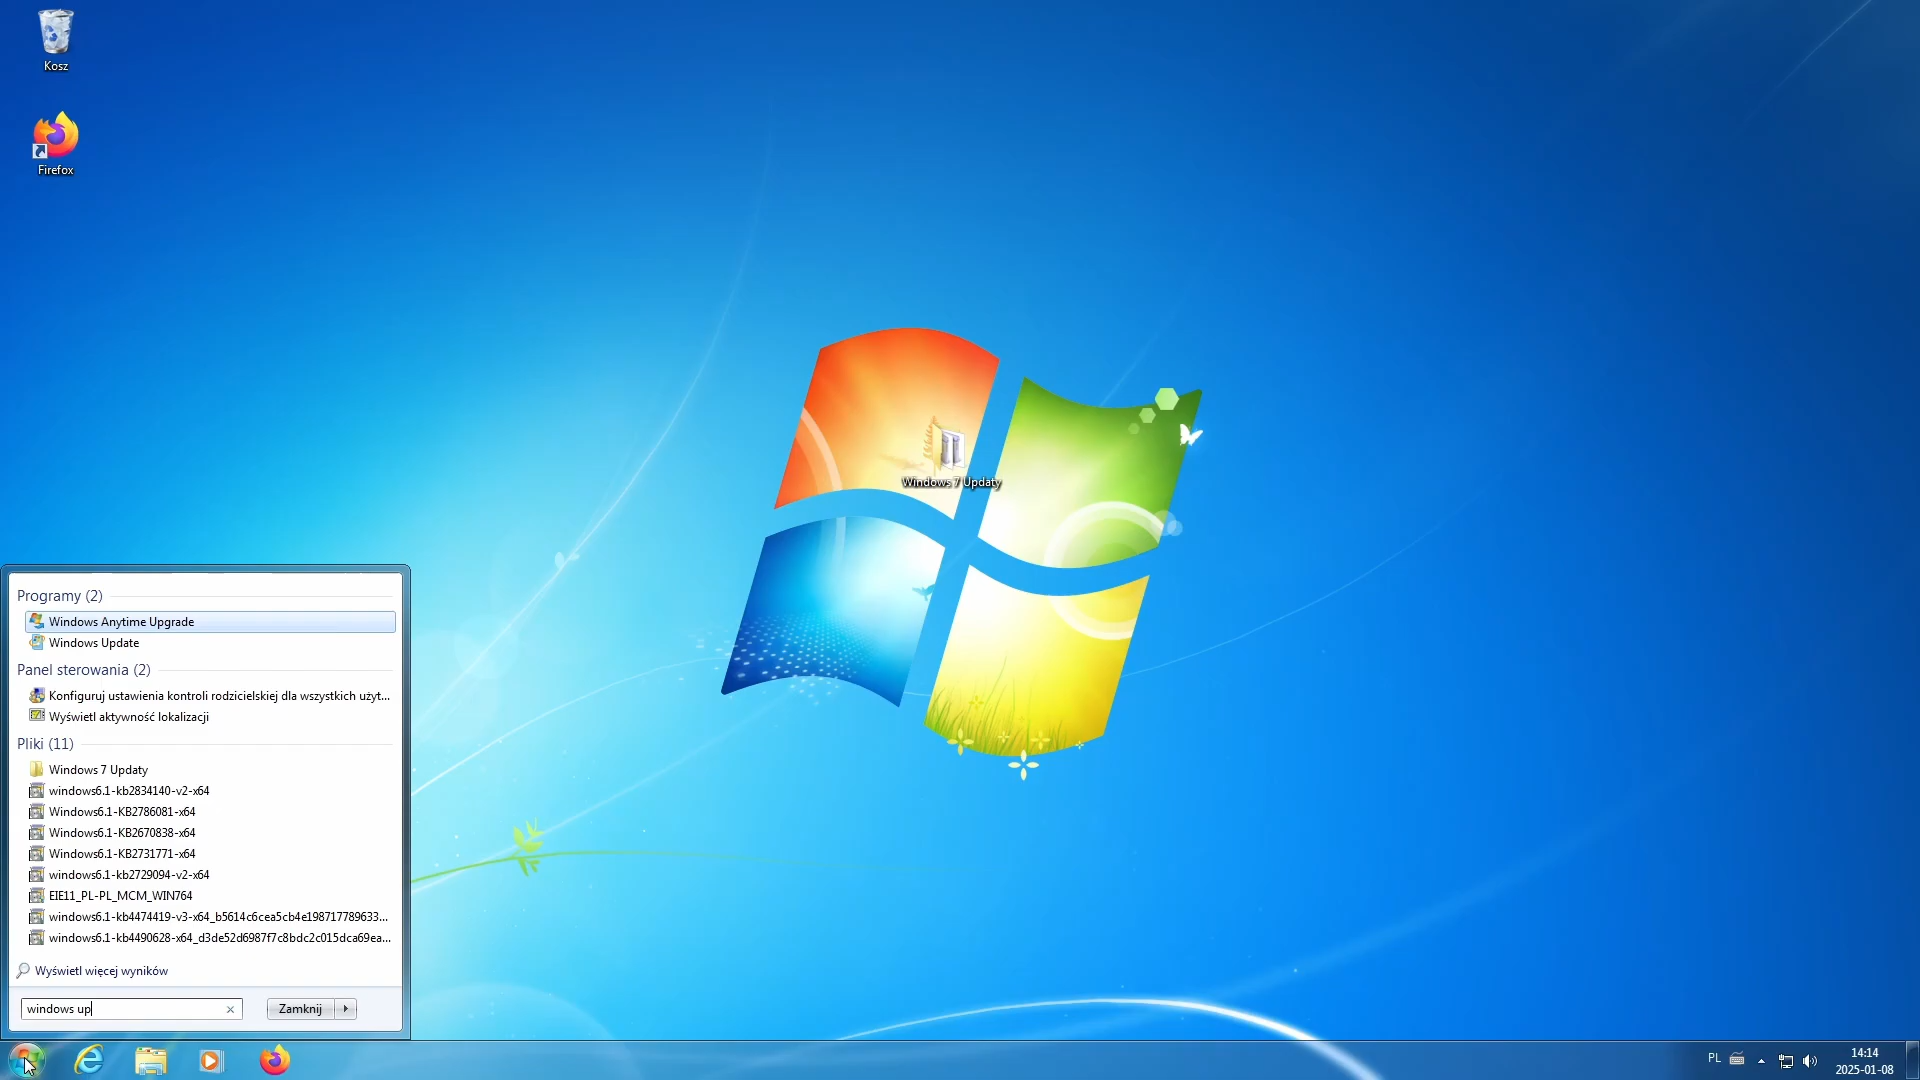 Kosz
Firefox
Windows 7 Updaty
Programy (2)
Windows Anytime Upgrade
Windows Update
Panel sterowania (2)
Konfiguruj ustawienia kontroli rodzicielskiej dla wszystkich użyt...
Wyświetl aktywność lokalizacji
Pliki (11)
Windows 7 Updaty
windows6.1-kb2834140-v2-x64
Windows6.1-KB2786081-x64
Windows6.1-KB2670838-x64
Windows6.1-KB2731771-x64
windows6.1-kb2729094-v2-x64
EIE11_PL-PL_MCM_WIN764
windows6.1-kb4474419-v3-x64_b5614c6cea5cb4e198717789633...
windows6.1-kb4490628-x64_d3de52d6987f7c8bdc2c015dca69ea...
Wyświetl więcej wyników
windows up
Zamknij
PL
14:14
2025-01-08